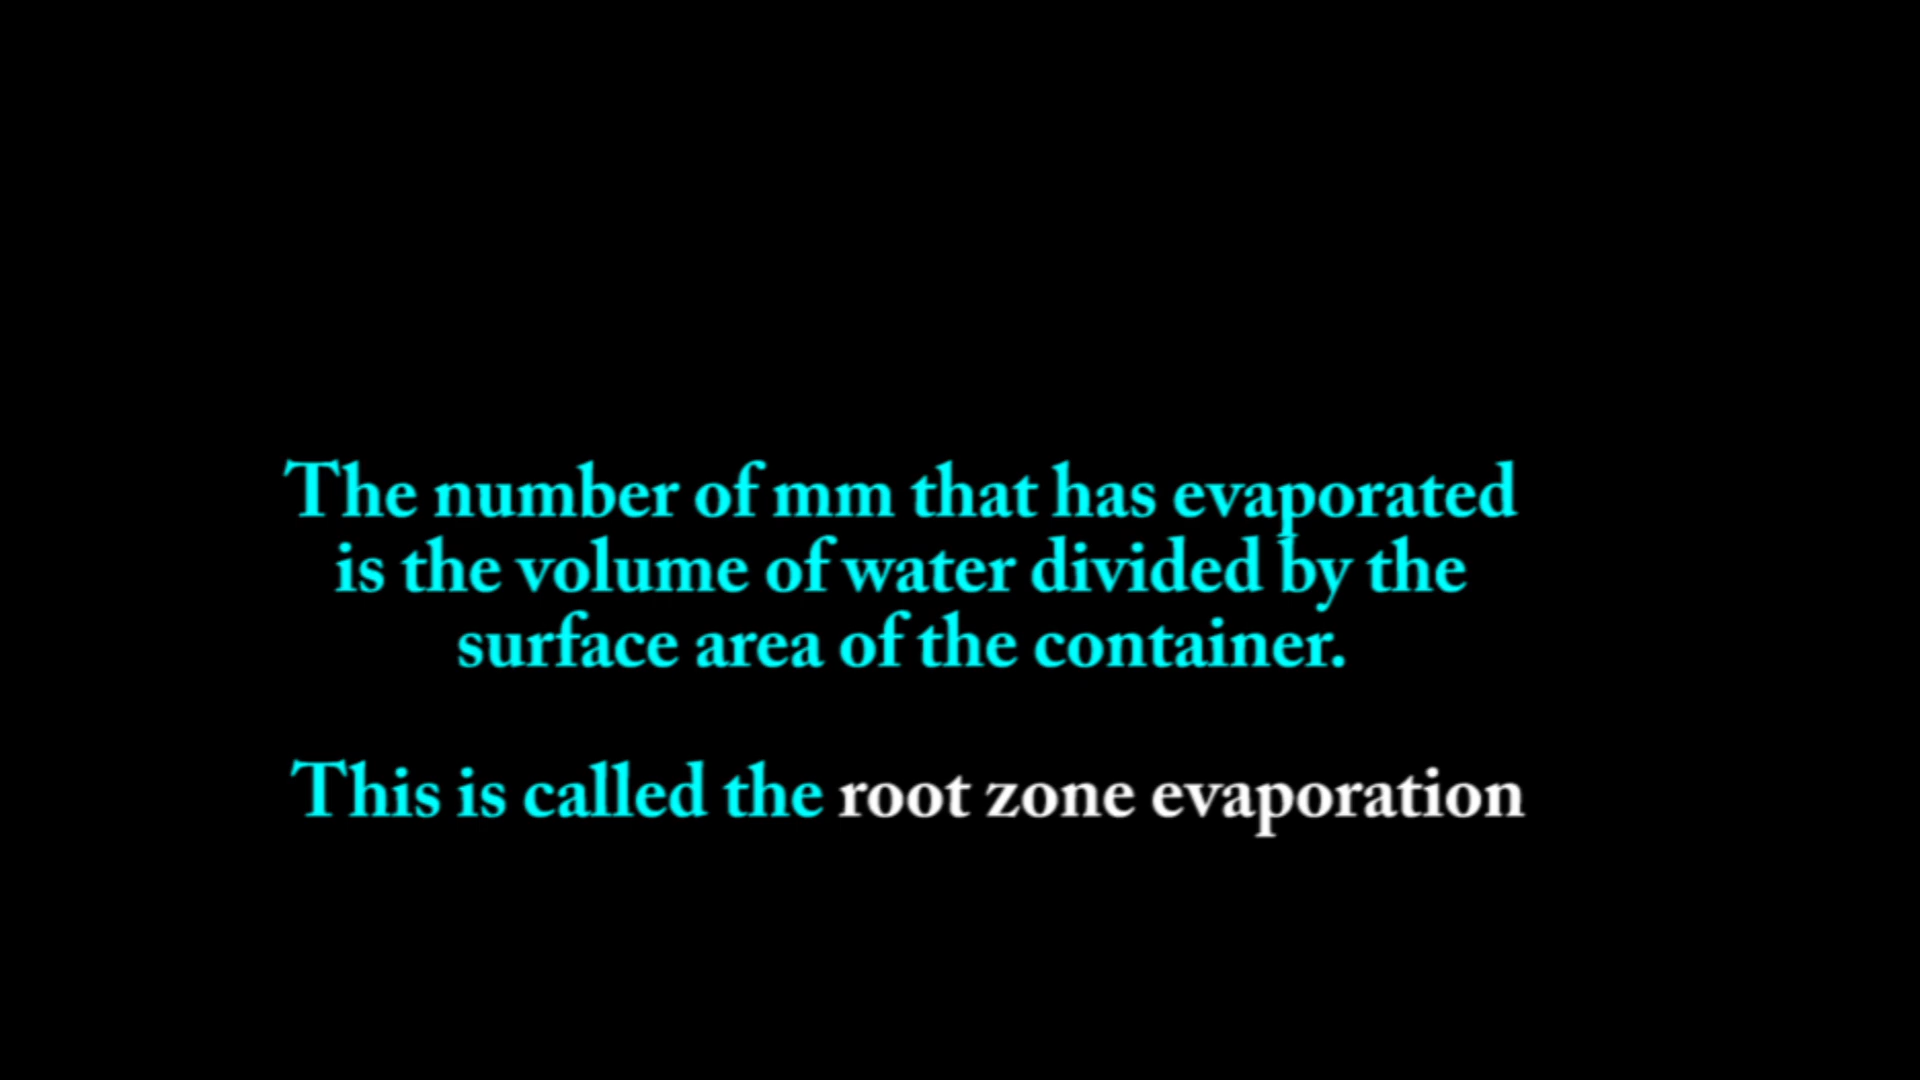 The number of mm that has evaporated
is the volume of water divided by the
surface area of the container.
This is called the root zone evaporation